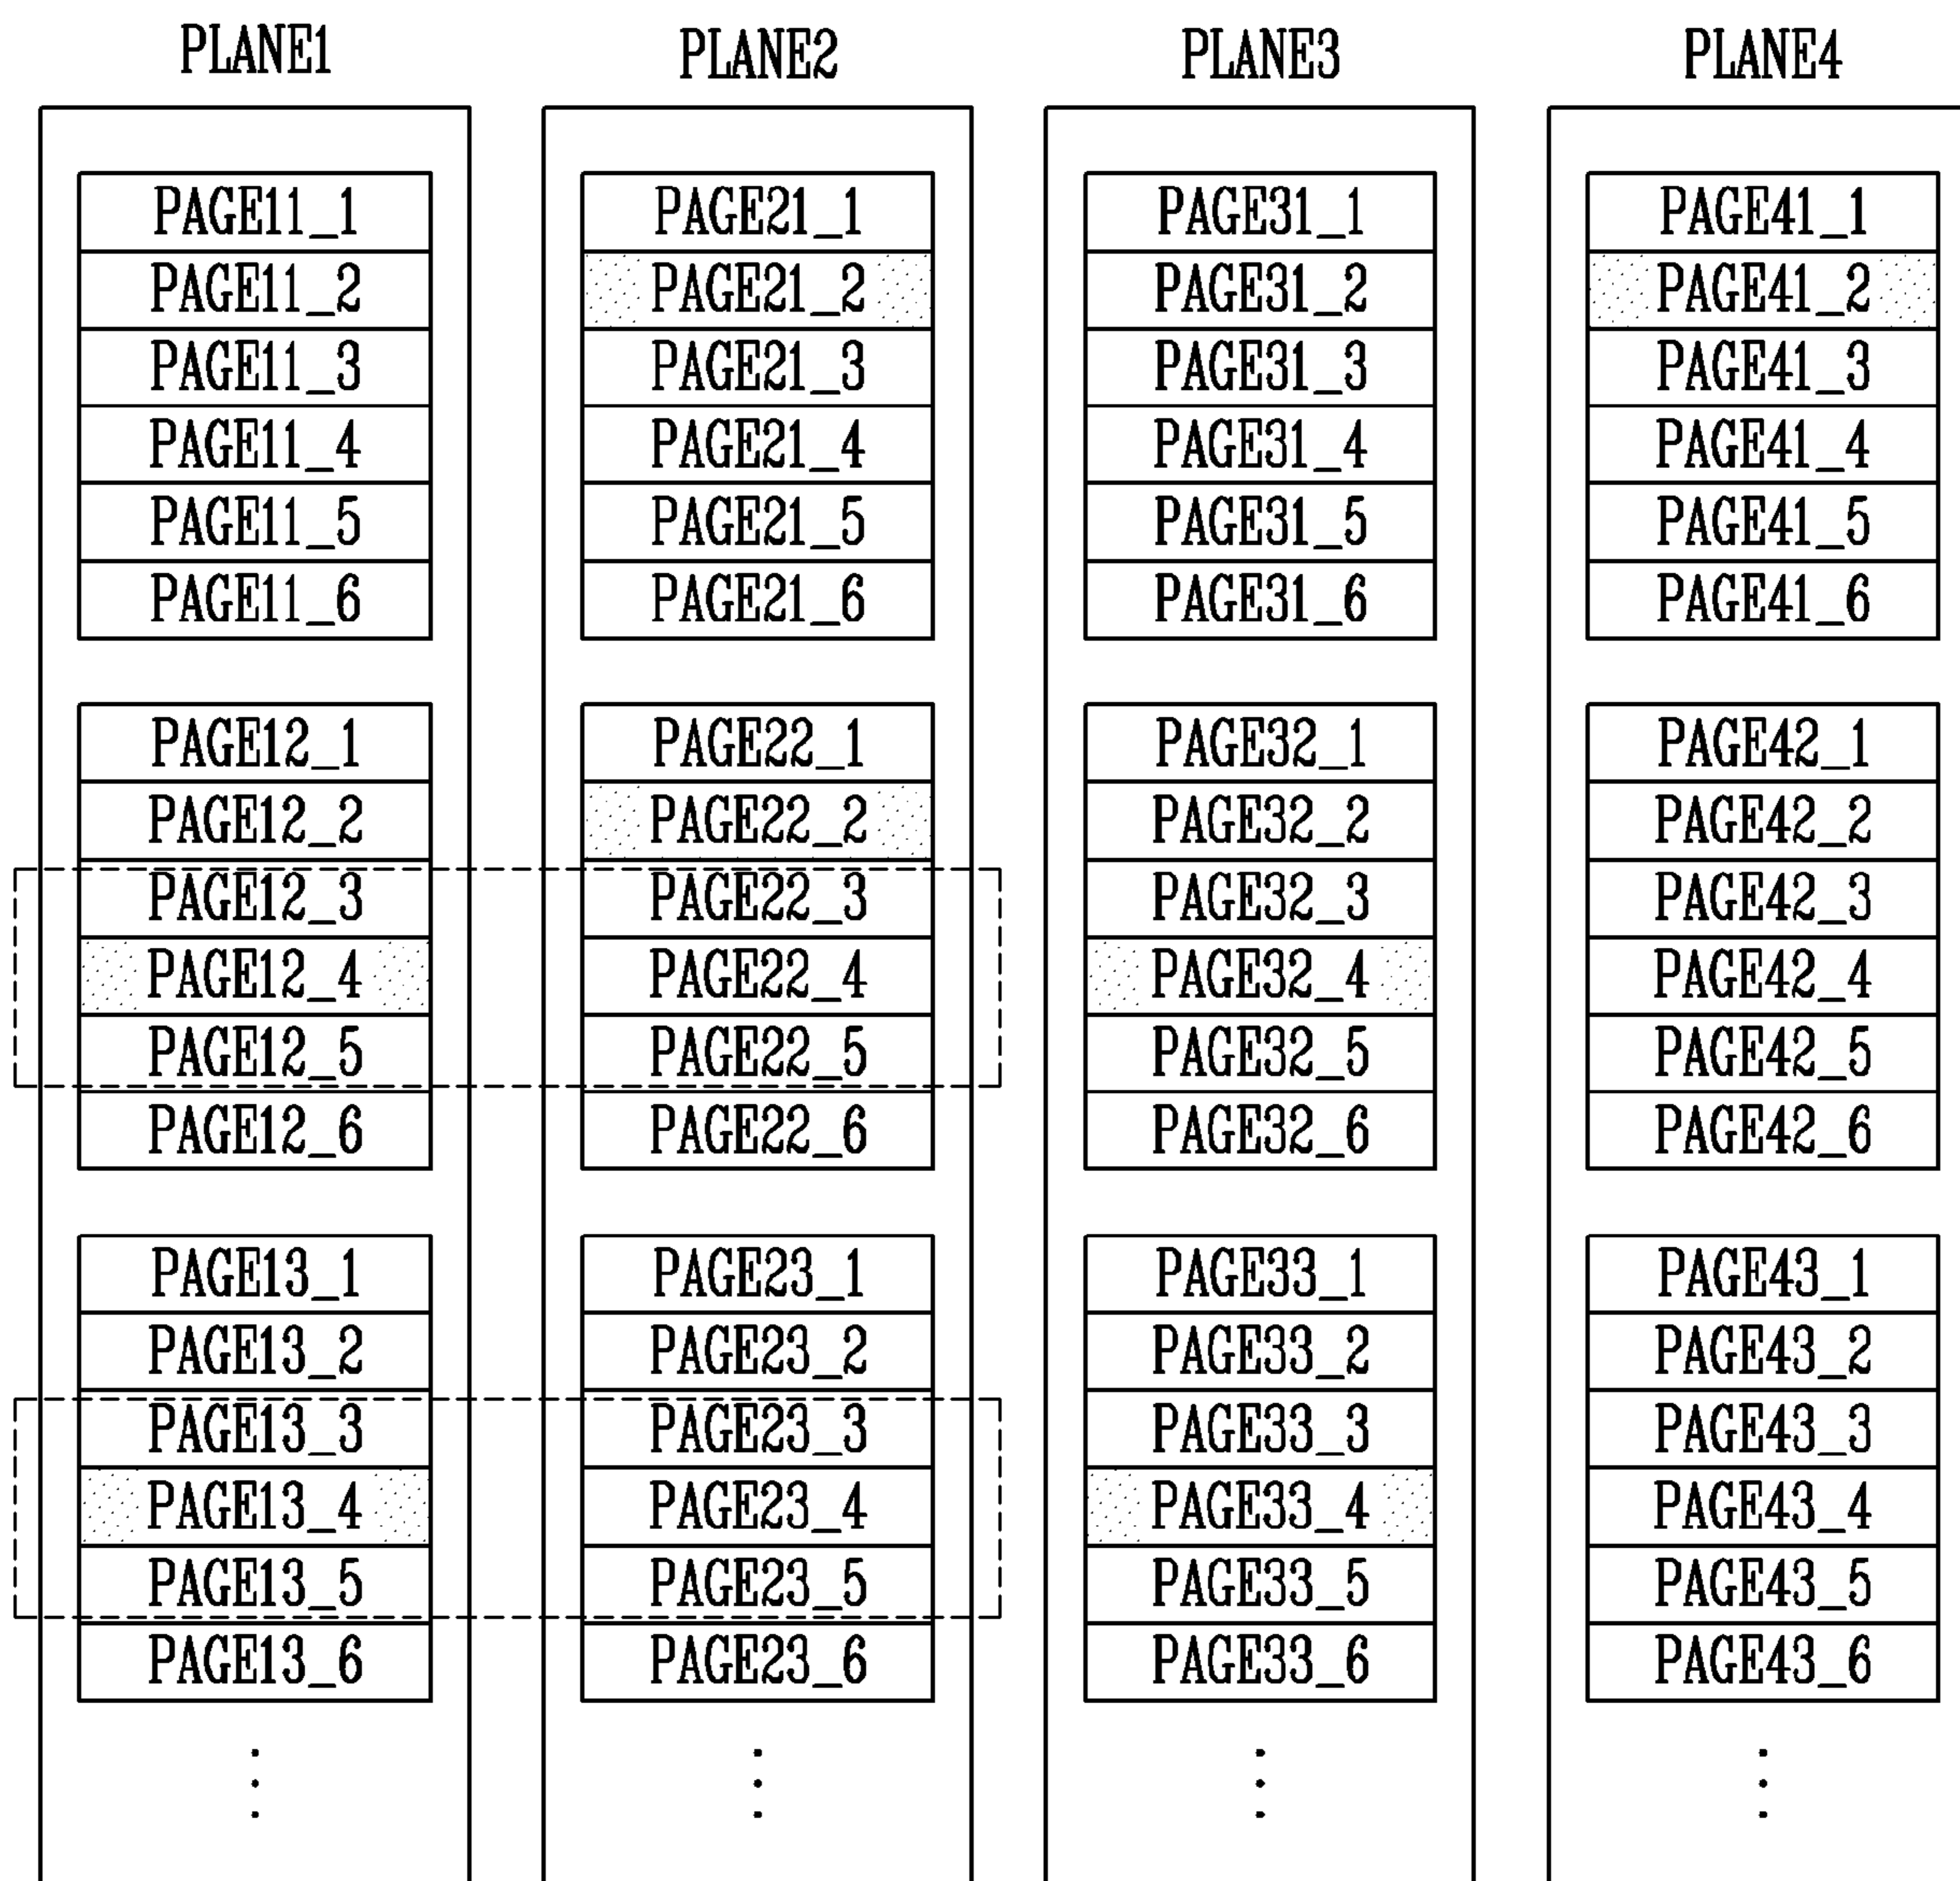 PLANE1 PLANE2 PLANE3 PLANE4
PAGE11_1 PAGE21_1 PAGE31_1 PAGE41_1
PAGE11_2 PAGE21_2 PAGE31_2 PAGE41_2
PAGE11_3 PAGE21_3 PAGE31_3 PAGE41_3
PAGE11_4 PAGE21_4 PAGE31_4 PAGE41_4
PAGE11_5 PAGE21_5 PAGE31_5 PAGE41_5
PAGE11_6 PAGE21_6 PAGE31_6 PAGE41_6
PAGE12_1 PAGE22_1 PAGE32_1 PAGE42_1
PAGE12_2 PAGE22_2 PAGE32_2 PAGE42_2
PAGE12_3 PAGE22_3 PAGE32_3 PAGE42_3
PAGE12_4 PAGE22_4 PAGE32_4 PAGE42_4
PAGE12_5 PAGE22_5 PAGE32_5 PAGE42_5
PAGE12_6 PAGE22_6 PAGE32_6 PAGE42_6
PAGE13_1 PAGE23_1 PAGE33_1 PAGE43_1
PAGE13_2 PAGE23_2 PAGE33_2 PAGE43_2
PAGE13_3 PAGE23_3 PAGE33_3 PAGE43_3
PAGE13_4 PAGE23_4 PAGE33_4 PAGE43_4
PAGE13_5 PAGE23_5 PAGE33_5 PAGE43_5
PAGE13_6 PAGE23_6 PAGE33_6 PAGE43_6